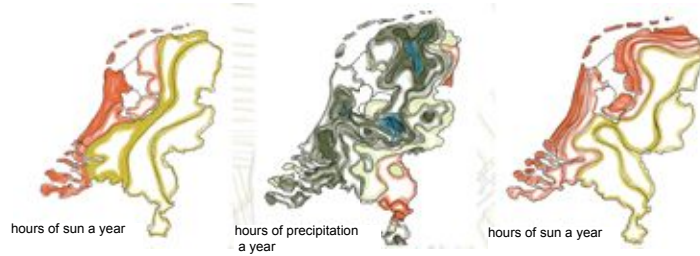 hours of sun a year
hours of precipitation
a year
hours of sun a year